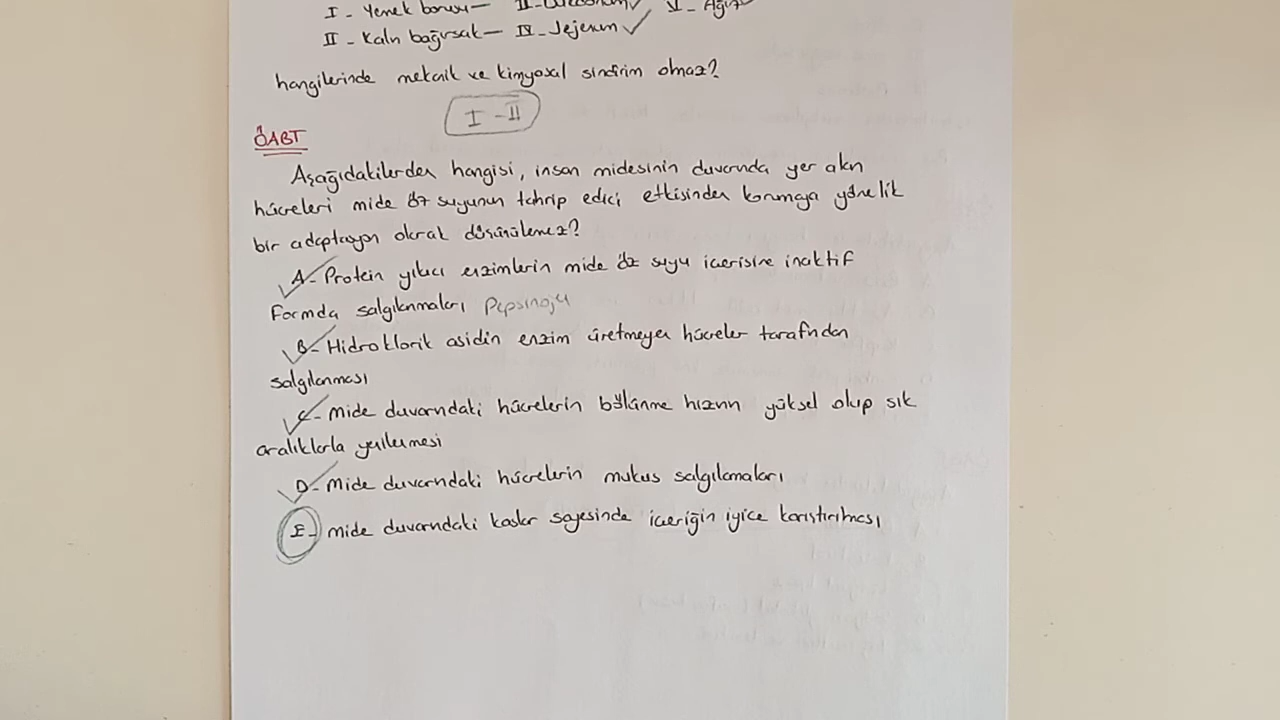 I - Yemek borusu — II - Duodenum ✓ V - Ağız ✓
II - Kalın bağırsak — IV - Jejenum ✓
hangilerinde mekanik ve kimyasal sindirim olmaz?
I - II
ÖABT
Aşağıdakilerden hangisi, insan midesinin duvarında yer alan
hücreleri mide öz suyunun tahrip edici etkisinden korumaya yönelik
bir adaptasyon olarak düşünülemez?
A- Protein yıkıcı enzimlerin mide öz suyu içerisine inaktif
formda salgılanmaları
B- Hidroklorik asidin enzim üretmeyen hücreler tarafından
salgılanması
C- Mide duvarındaki hücrelerin bölünme hızının yüksel olup sık
aralıklarla yenilenmesi
D- Mide duvarındaki hücrelerin mukus salgılamaları
E- mide duvarındaki kaslar sayesinde içeriğin iyice karıştırılması